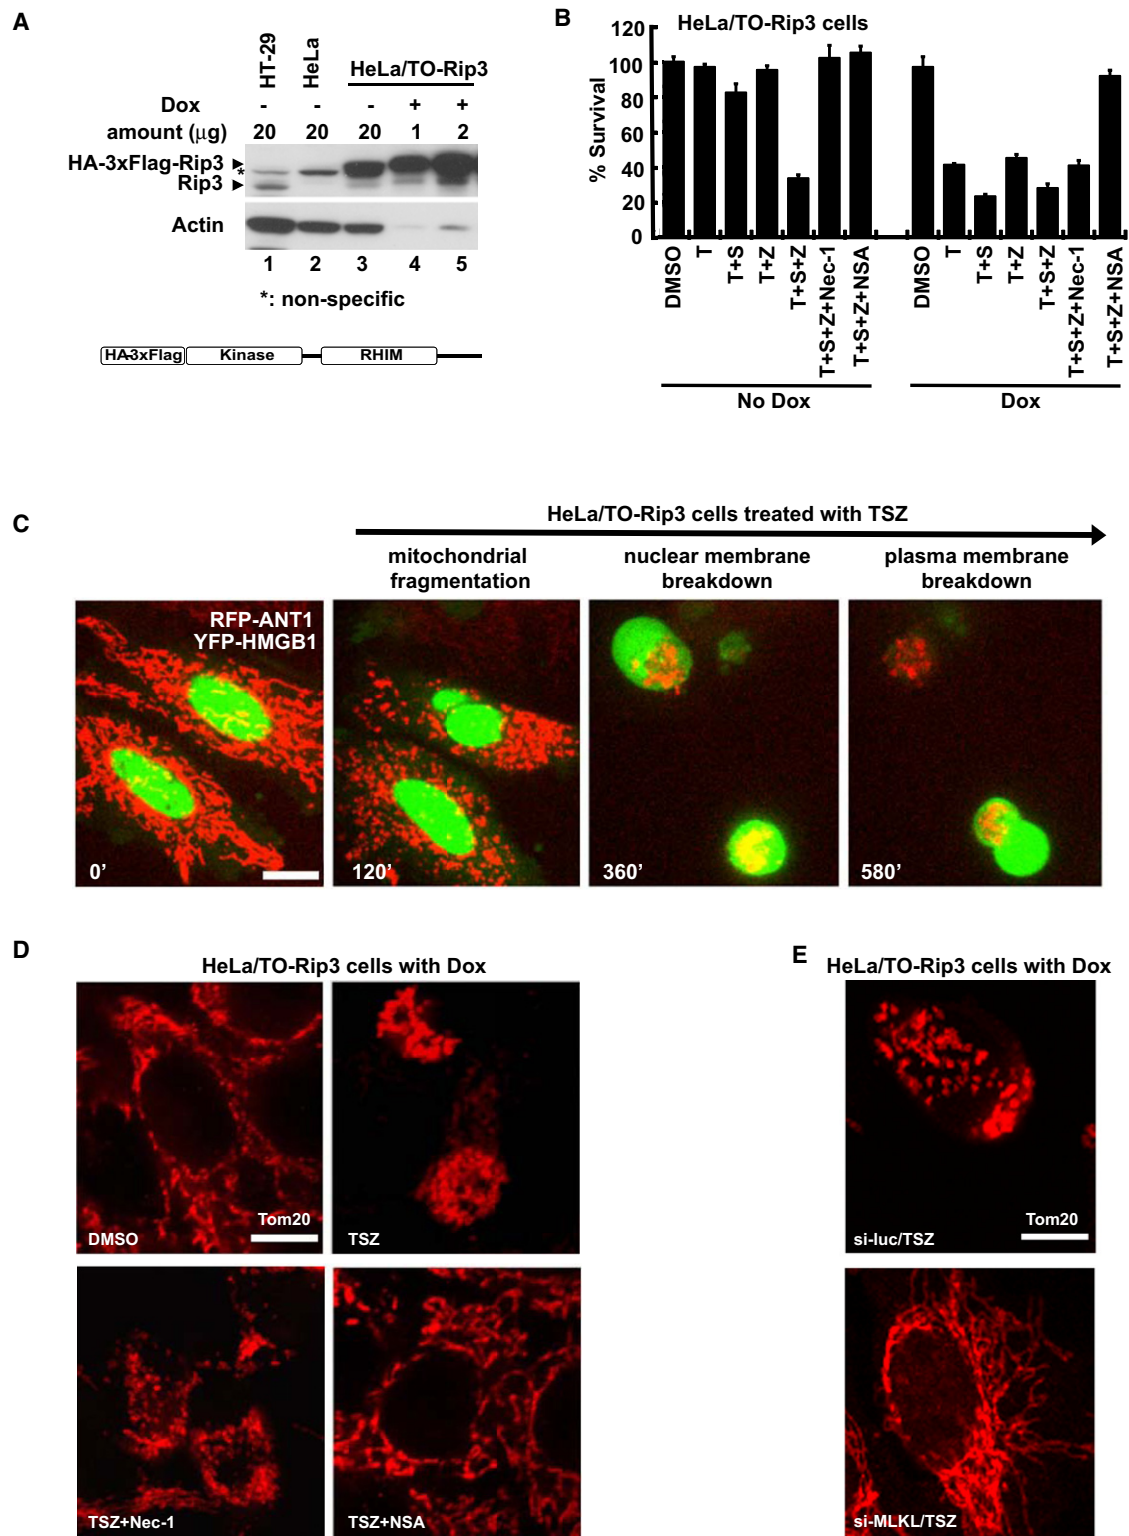 A
HT-29
HeLa
HeLa/TO-Rip3
Dox - - - + +
amount (µg) 20 20 20 1 2
HA-3xFlag-Rip3
*
Rip3
Actin
1 2 3 4 5
*: non-specific
HA-3xFlag Kinase RHIM
B
HeLa/TO-Rip3 cells
% Survival
120
100
80
60
40
20
0
DMSO
T
T+S
T+Z
T+S+Z
T+S+Z+Nec-1
T+S+Z+NSA
DMSO
T
T+S
T+Z
T+S+Z
T+S+Z+Nec-1
T+S+Z+NSA
No Dox
Dox
C
HeLa/TO-Rip3 cells treated with TSZ
mitochondrial
fragmentation
nuclear membrane
breakdown
plasma membrane
breakdown
RFP-ANT1
YFP-HMGB1
0'
120'
360'
580'
D
HeLa/TO-Rip3 cells with Dox
Tom20
DMSO
TSZ
TSZ+Nec-1
TSZ+NSA
E
HeLa/TO-Rip3 cells with Dox
Tom20
si-luc/TSZ
si-MLKL/TSZ